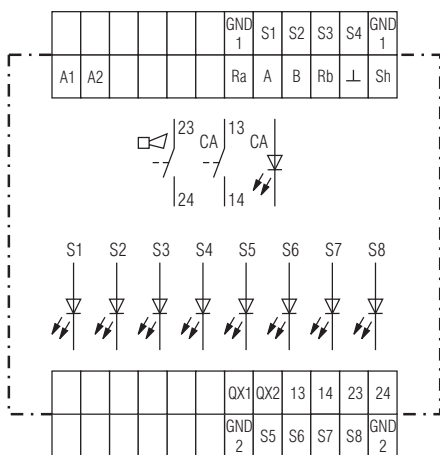 GND 1 S1 S2 S3 S4 GND 1
A1 A2 Ra A B Rb ⊥ Sh
23 13
CA CA
24 14
S1 S2 S3 S4 S5 S6 S7 S8
QX1 QX2 13 14 23 24
GND 2 S5 S6 S7 S8 GND 2